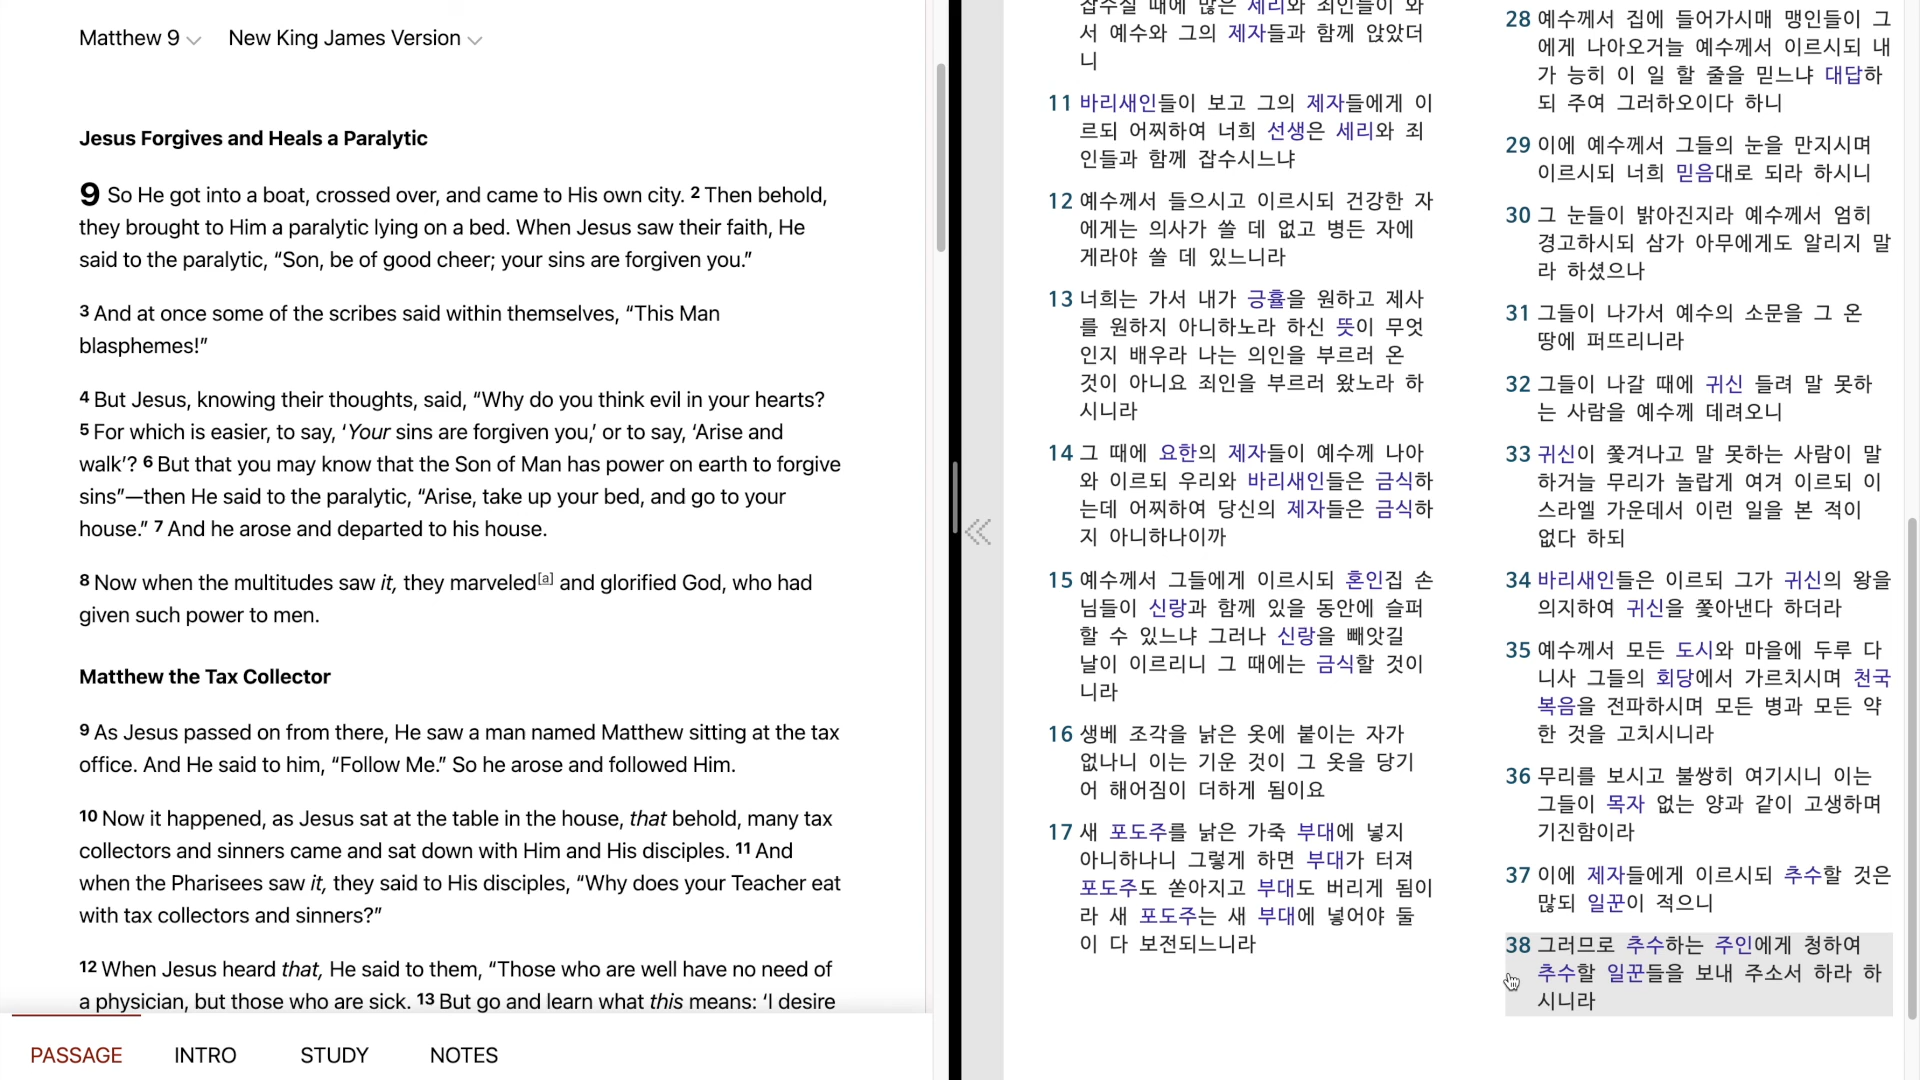 Matthew 9 New King James Version
Jesus Forgives and Heals a Paralytic
9 So He got into a boat, crossed over, and came to His own city. 2 Then behold,
they brought to Him a paralytic lying on a bed. When Jesus saw their faith, He
said to the paralytic, “Son, be of good cheer; your sins are forgiven you.”
3 And at once some of the scribes said within themselves, “This Man
blasphemes!”
4 But Jesus, knowing their thoughts, said, “Why do you think evil in your hearts?
5 For which is easier, to say, ‘Your sins are forgiven you,’ or to say, ‘Arise and
walk’? 6 But that you may know that the Son of Man has power on earth to forgive
sins”—then He said to the paralytic, “Arise, take up your bed, and go to your
house.” 7 And he arose and departed to his house.
8 Now when the multitudes saw it, they marveled[a] and glorified God, who had
given such power to men.
Matthew the Tax Collector
9 As Jesus passed on from there, He saw a man named Matthew sitting at the tax
office. And He said to him, “Follow Me.” So he arose and followed Him.
10 Now it happened, as Jesus sat at the table in the house, that behold, many tax
collectors and sinners came and sat down with Him and His disciples. 11 And
when the Pharisees saw it, they said to His disciples, “Why does your Teacher eat
with tax collectors and sinners?”
12 When Jesus heard that, He said to them, “Those who are well have no need of
a physician, but those who are sick. 13 But go and learn what this means: ‘I desire
PASSAGE INTRO STUDY NOTES
잡수실 때에 많은 세리와 죄인들이 와
서 예수와 그의 제자들과 함께 앉았더
니
11 바리새인들이 보고 그의 제자들에게 이
르되 어찌하여 너희 선생은 세리와 죄
인들과 함께 잡수시느냐
12 예수께서 들으시고 이르시되 건강한 자
에게는 의사가 쓸 데 없고 병든 자에
게라야 쓸 데 있느니라
13 너희는 가서 내가 긍휼을 원하고 제사
를 원하지 아니하노라 하신 뜻이 무엇
인지 배우라 나는 의인을 부르러 온
것이 아니요 죄인을 부르러 왔노라 하
시니라
14 그 때에 요한의 제자들이 예수께 나아
와 이르되 우리와 바리새인들은 금식하
는데 어찌하여 당신의 제자들은 금식하
지 아니하나이까
15 예수께서 그들에게 이르시되 혼인집 손
님들이 신랑과 함께 있을 동안에 슬퍼
할 수 있느냐 그러나 신랑을 빼앗길
날이 이르리니 그 때에는 금식할 것이
니라
16 생베 조각을 낡은 옷에 붙이는 자가
없나니 이는 기운 것이 그 옷을 당기
어 해어짐이 더하게 됨이요
17 새 포도주를 낡은 가죽 부대에 넣지
아니하나니 그렇게 하면 부대가 터져
포도주도 쏟아지고 부대도 버리게 됨이
라 새 포도주는 새 부대에 넣어야 둘
이 다 보전되느니라
28 예수께서 집에 들어가시매 맹인들이 그
에게 나아오거늘 예수께서 이르시되 내
가 능히 이 일 할 줄을 믿느냐 대답하
되 주여 그러하오이다 하니
29 이에 예수께서 그들의 눈을 만지시며
이르시되 너희 믿음대로 되라 하시니
30 그 눈들이 밝아진지라 예수께서 엄히
경고하시되 삼가 아무에게도 알리지 말
라 하셨으나
31 그들이 나가서 예수의 소문을 그 온
땅에 퍼뜨리니라
32 그들이 나갈 때에 귀신 들려 말 못하
는 사람을 예수께 데려오니
33 귀신이 쫓겨나고 말 못하는 사람이 말
하거늘 무리가 놀랍게 여겨 이르되 이
스라엘 가운데서 이런 일을 본 적이
없다 하되
34 바리새인들은 이르되 그가 귀신의 왕을
의지하여 귀신을 쫓아낸다 하더라
35 예수께서 모든 도시와 마을에 두루 다
니사 그들의 회당에서 가르치시며 천국
복음을 전파하시며 모든 병과 모든 약
한 것을 고치시니라
36 무리를 보시고 불쌍히 여기시니 이는
그들이 목자 없는 양과 같이 고생하며
기진함이라
37 이에 제자들에게 이르시되 추수할 것은
많되 일꾼이 적으니
38 그러므로 추수하는 주인에게 청하여
추수할 일꾼들을 보내 주소서 하라 하
시니라